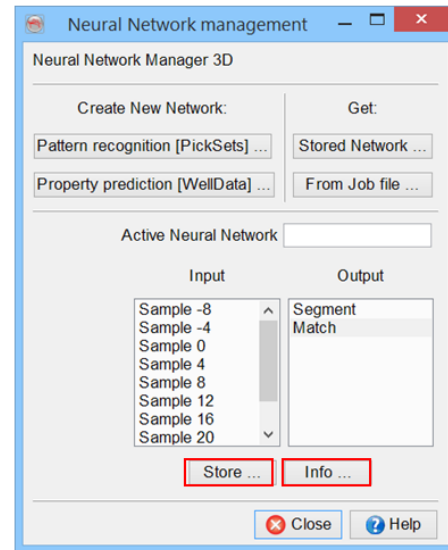 Neural Network management
Neural Network Manager 3D
Create New Network:
Get:
Pattern recognition [PickSets] ...
Stored Network ...
Property prediction [WellData] ...
From Job file ...
Active Neural Network
Input
Output
Sample -8
Sample -4
Sample 0
Sample 4
Sample 8
Sample 12
Sample 16
Sample 20
Segment
Match
Store ...
Info ...
Close
Help